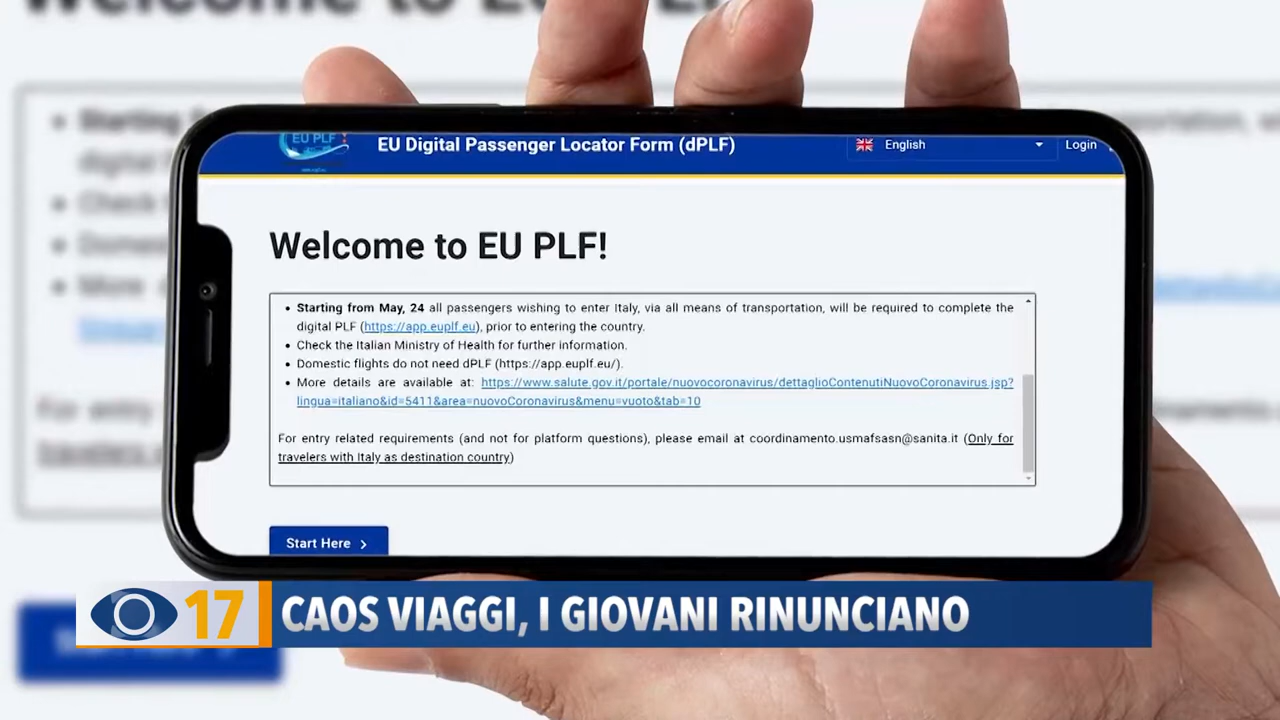 EU PLF
EU Digital Passenger Locator Form (dPLF)
English
Login
Welcome to EU PLF!
• Starting from May, 24 all passengers wishing to enter Italy, via all means of transportation, will be required to complete the
digital PLF (https://app.euplf.eu), prior to entering the country.
• Check the Italian Ministry of Health for further information.
• Domestic flights do not need dPLF (https://app.euplf.eu/).
• More details are available at: https://www.salute.gov.it/portale/nuovocoronavirus/dettaglioContenutiNuovoCoronavirus.jsp?
lingua=italiano&id=5411&area=nuovoCoronavirus&menu=vuoto&tab=10
For entry related requirements (and not for platform questions), please email at coordinamento.usmafsasn@sanita.it (Only for
travelers with Italy as destination country)
Start Here
17
CAOS VIAGGI, I GIOVANI RINUNCIANO